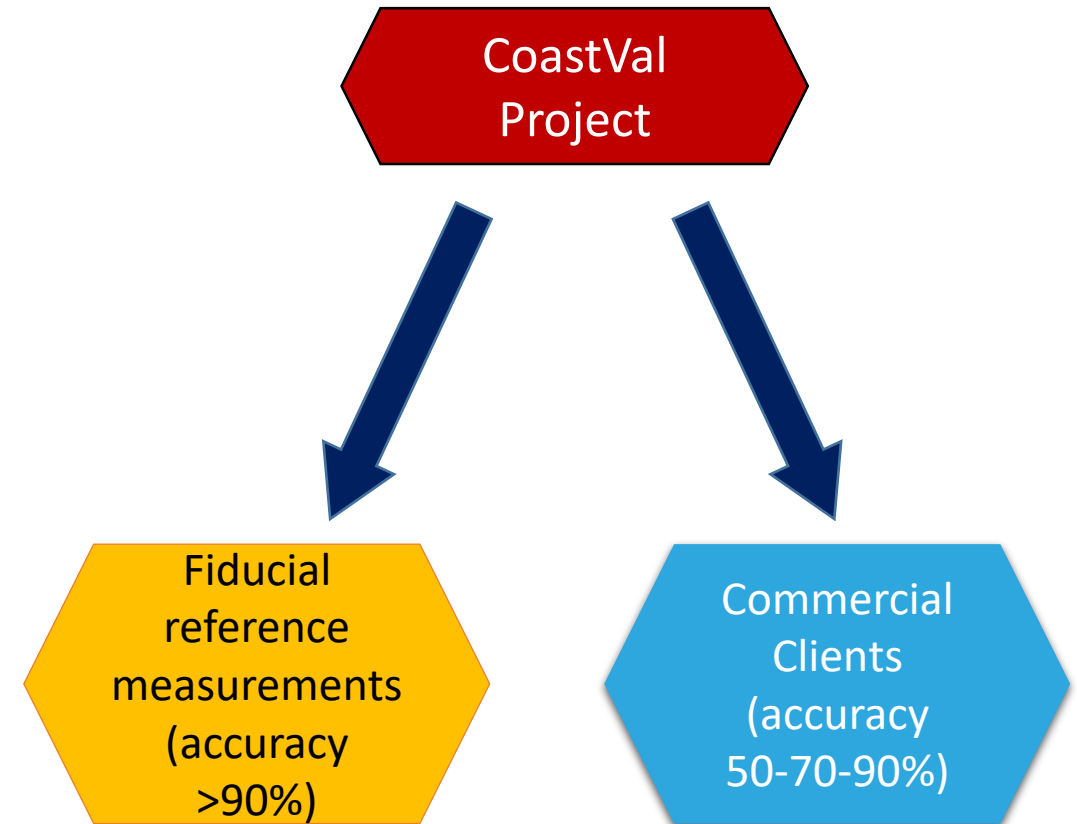 CoastVal
Project
Fiducial
reference
measurements
(accuracy
>90%)
Commercial
Clients
(accuracy
50-70-90%)